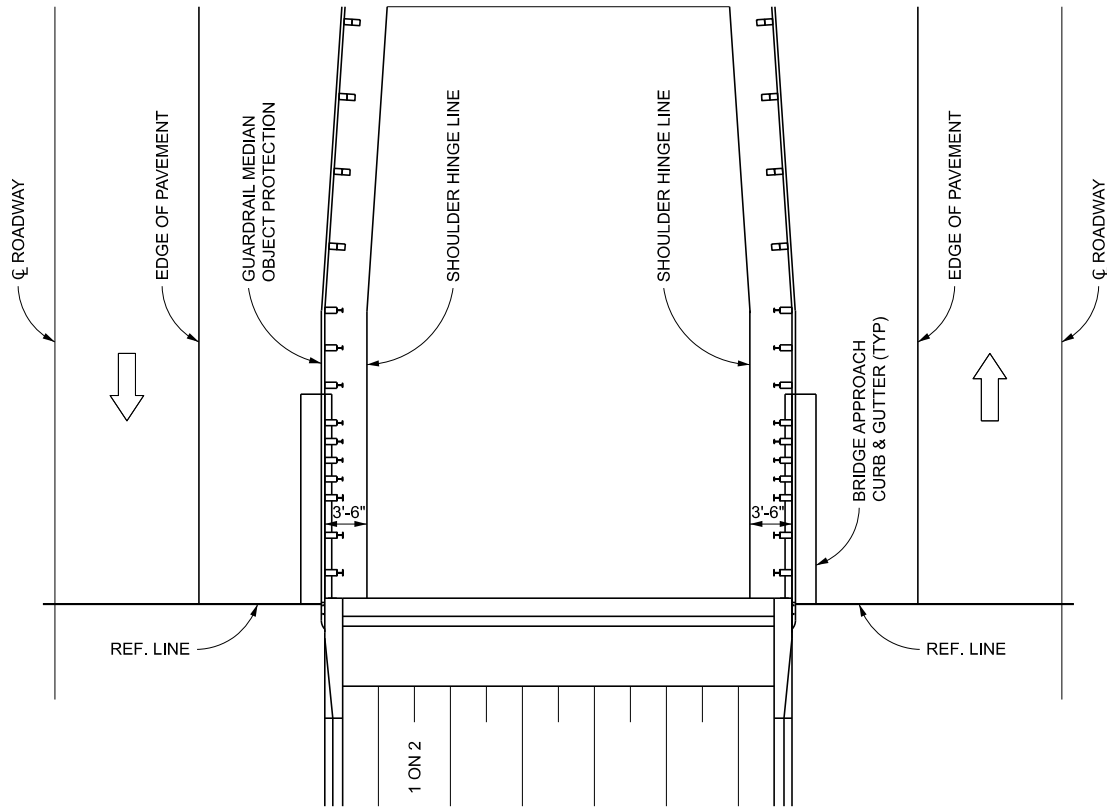 ℄ ROADWAY
EDGE OF PAVEMENT
GUARDRAIL MEDIAN
OBJECT PROTECTION
SHOULDER HINGE LINE
SHOULDER HINGE LINE
BRIDGE APPROACH
CURB & GUTTER (TYP)
EDGE OF PAVEMENT
℄ ROADWAY
3'-6"
3'-6"
REF. LINE
REF. LINE
1 ON 2